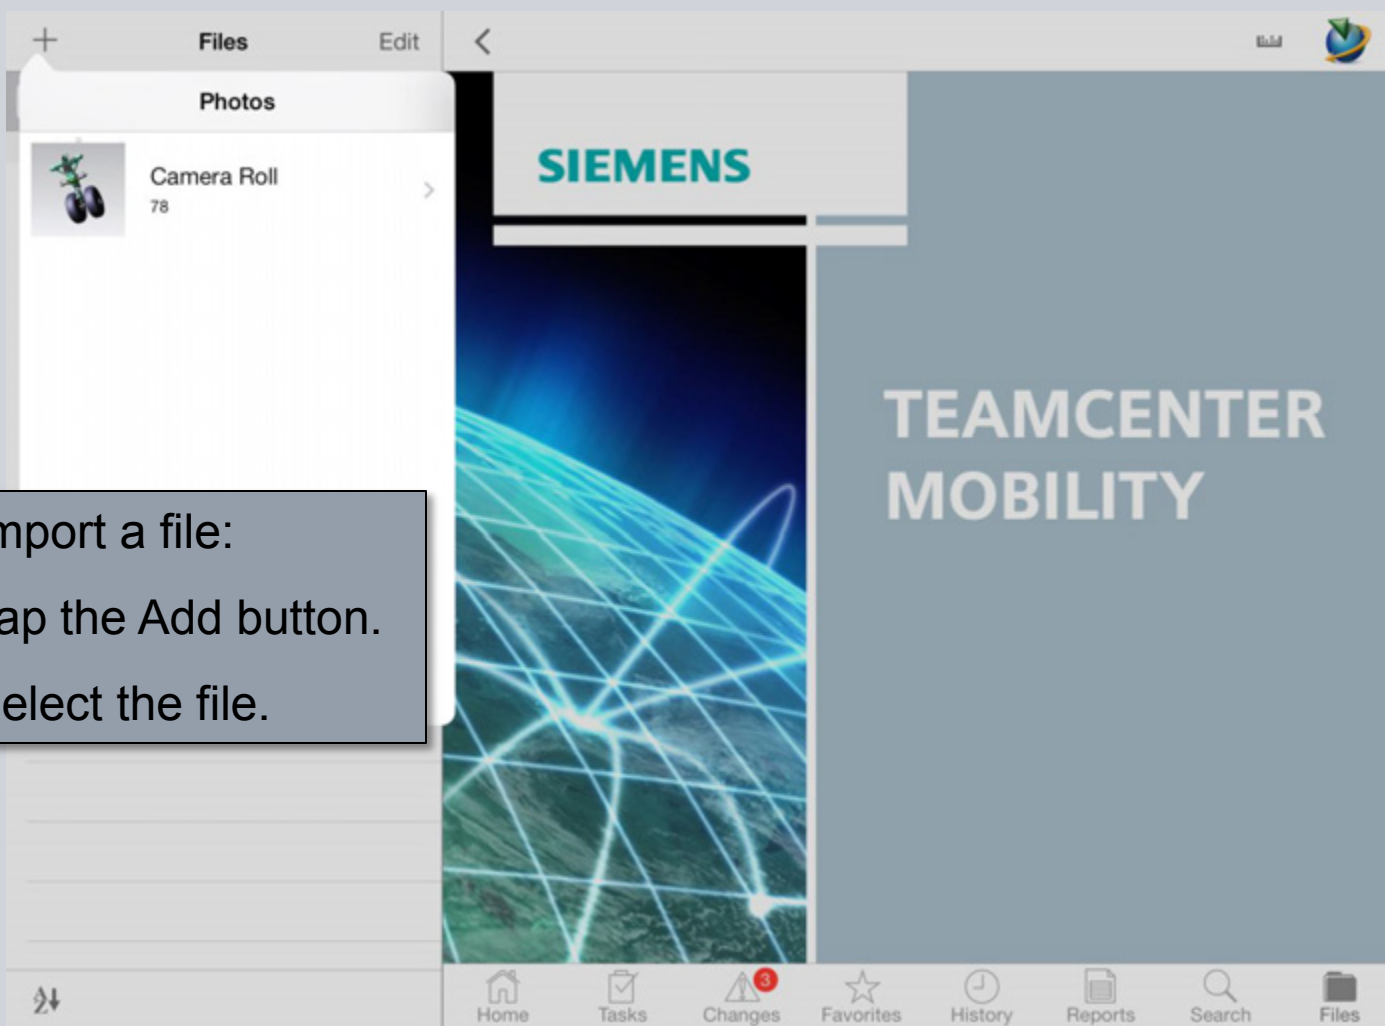 Files
Edit
Photos
Camera Roll
78
SIEMENS
TEAMCENTER
MOBILITY
mport a file:
ap the Add button.
elect the file.
3
Home
Tasks
Changes
Favorites
History
Reports
Search
Files